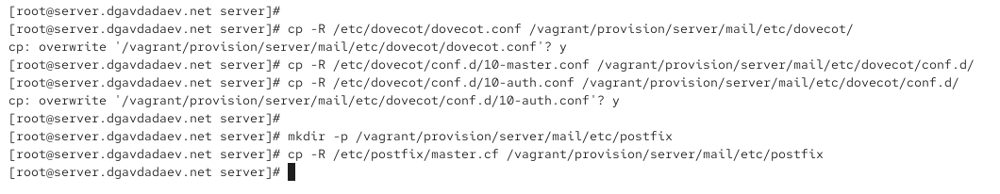 [root@server.dgavdadaev.net server]#
[root@server.dgavdadaev.net server]# cp -R /etc/dovecot/dovecot.conf /vagrant/provision/server/mail/etc/dovecot/
cp: overwrite '/vagrant/provision/server/mail/etc/dovecot/dovecot.conf'? y
[root@server.dgavdadaev.net server]# cp -R /etc/dovecot/conf.d/10-master.conf /vagrant/provision/server/mail/etc/dovecot/conf.d/
[root@server.dgavdadaev.net server]# cp -R /etc/dovecot/conf.d/10-auth.conf /vagrant/provision/server/mail/etc/dovecot/conf.d/
cp: overwrite '/vagrant/provision/server/mail/etc/dovecot/conf.d/10-auth.conf'? y
[root@server.dgavdadaev.net server]#
[root@server.dgavdadaev.net server]# mkdir -p /vagrant/provision/server/mail/etc/postfix
[root@server.dgavdadaev.net server]# cp -R /etc/postfix/master.cf /vagrant/provision/server/mail/etc/postfix
[root@server.dgavdadaev.net server]#